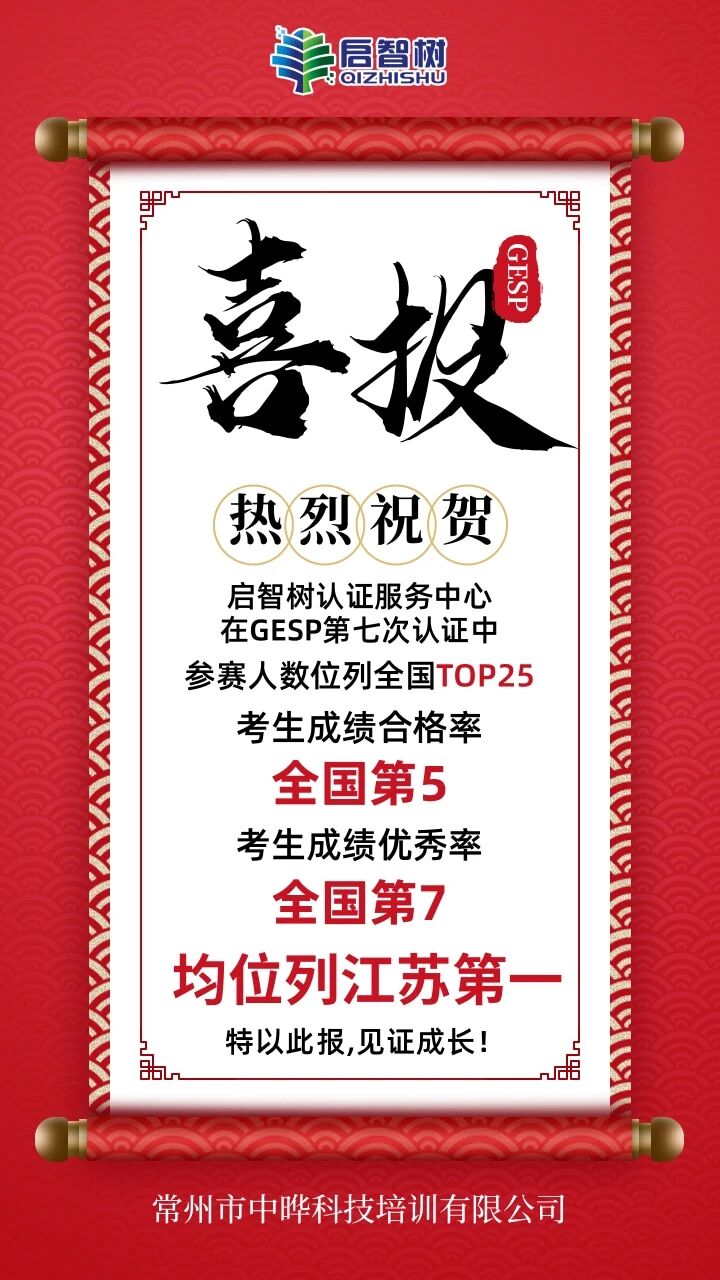 启智树
QIZHISHU
喜报
GESP
热烈祝贺
启智树认证服务中心
在GESP第七次认证中
参赛人数位列全国TOP25
考生成绩合格率
全国第5
考生成绩优秀率
全国第7
均位列江苏第一
特以此报,见证成长!
常州市中晔科技培训有限公司